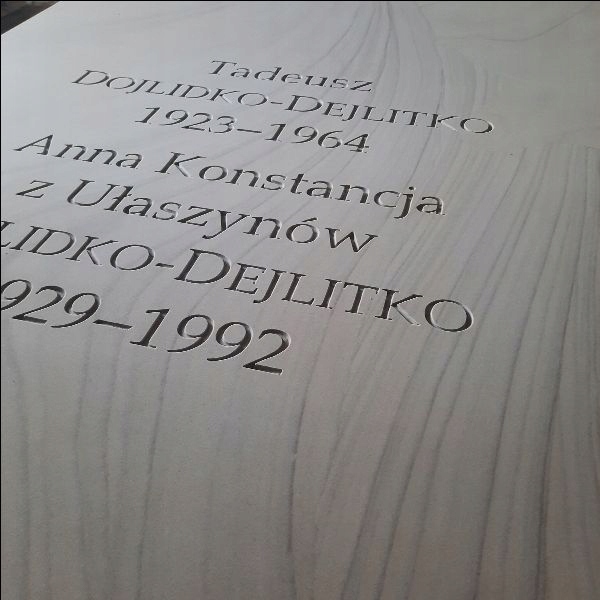 Tadeusz
DOJLIDKO-DEJLITKO
1923-1964
Anna Konstancja
z Ułaszynów
LIDKO-DEJLITKO
929-1992